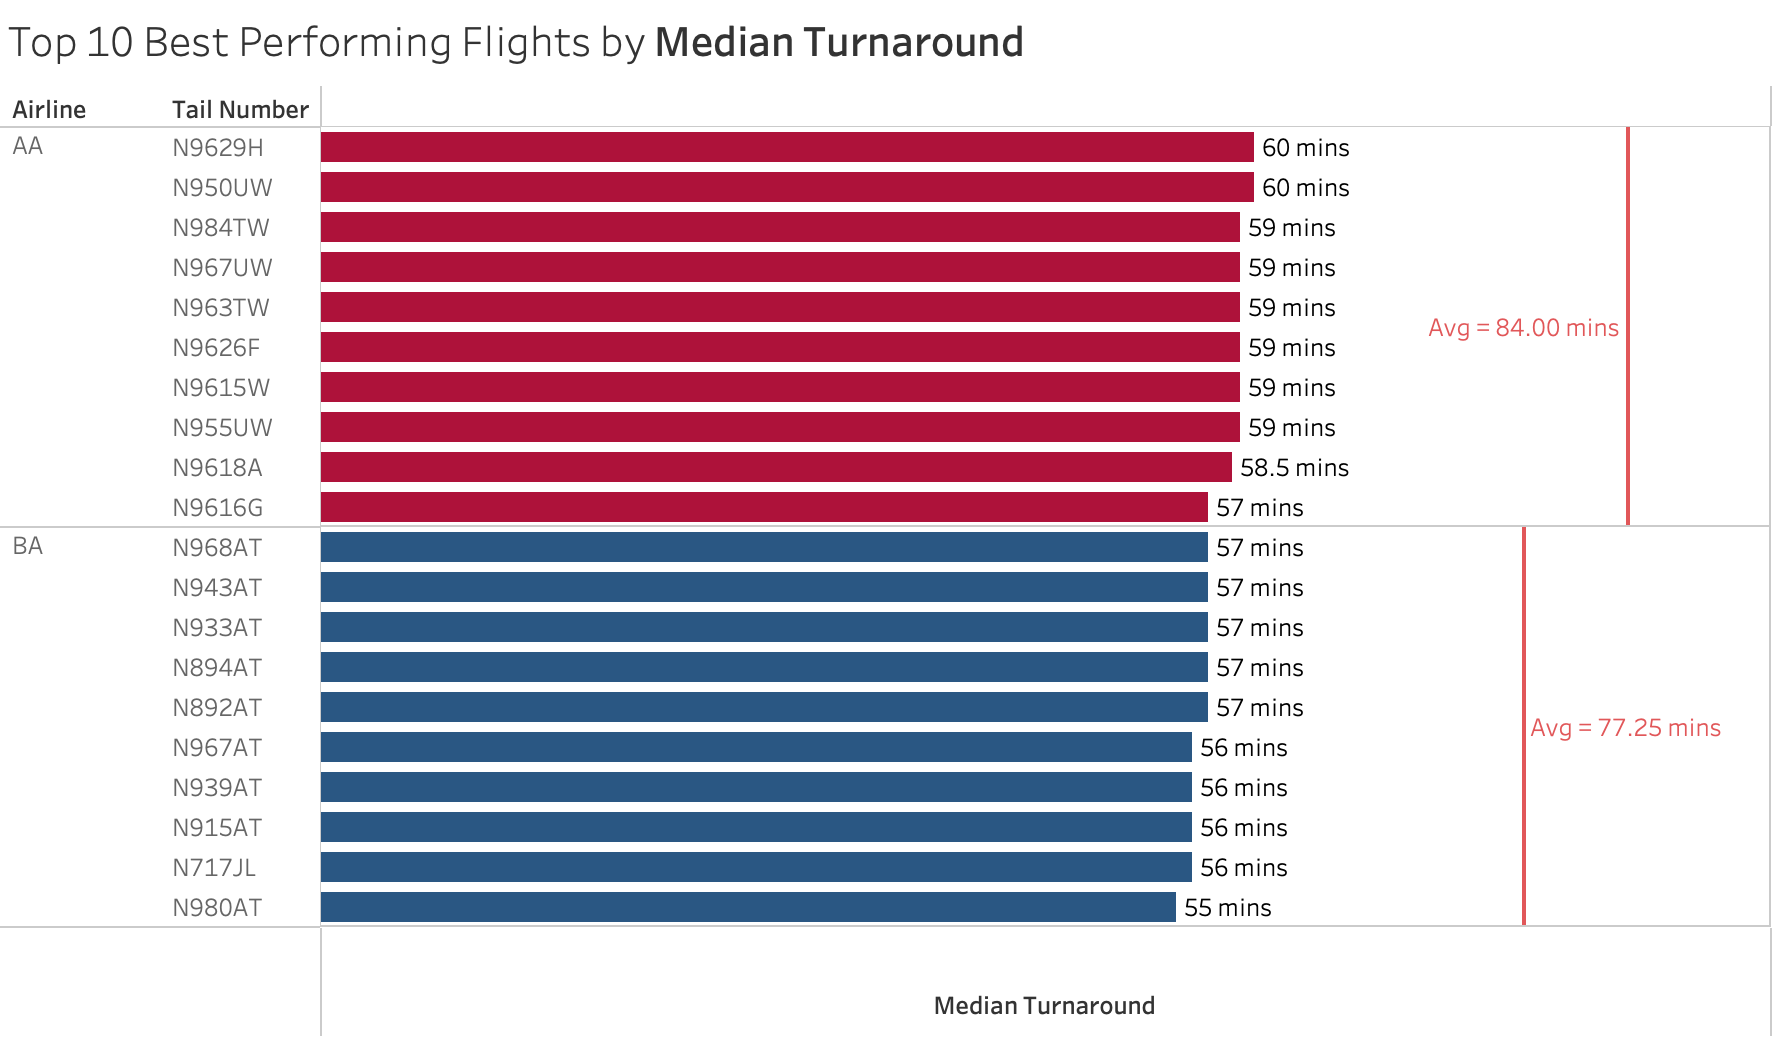 Top 10 Best Performing Flights by Median Turnaround
Airline Tail Number
AA N9629H 60 mins
N950UW 60 mins
N984TW 59 mins
N967UW 59 mins
N963TW 59 mins
Avg = 84.00 mins
N9626F 59 mins
N9615W 59 mins
N955UW 59 mins
N9618A 58.5 mins
N9616G 57 mins
BA N968AT 57 mins
N943AT 57 mins
N933AT 57 mins
N894AT 57 mins
N892AT 57 mins
Avg = 77.25 mins
N967AT 56 mins
N939AT 56 mins
N915AT 56 mins
N717JL 56 mins
N980AT 55 mins
Median Turnaround